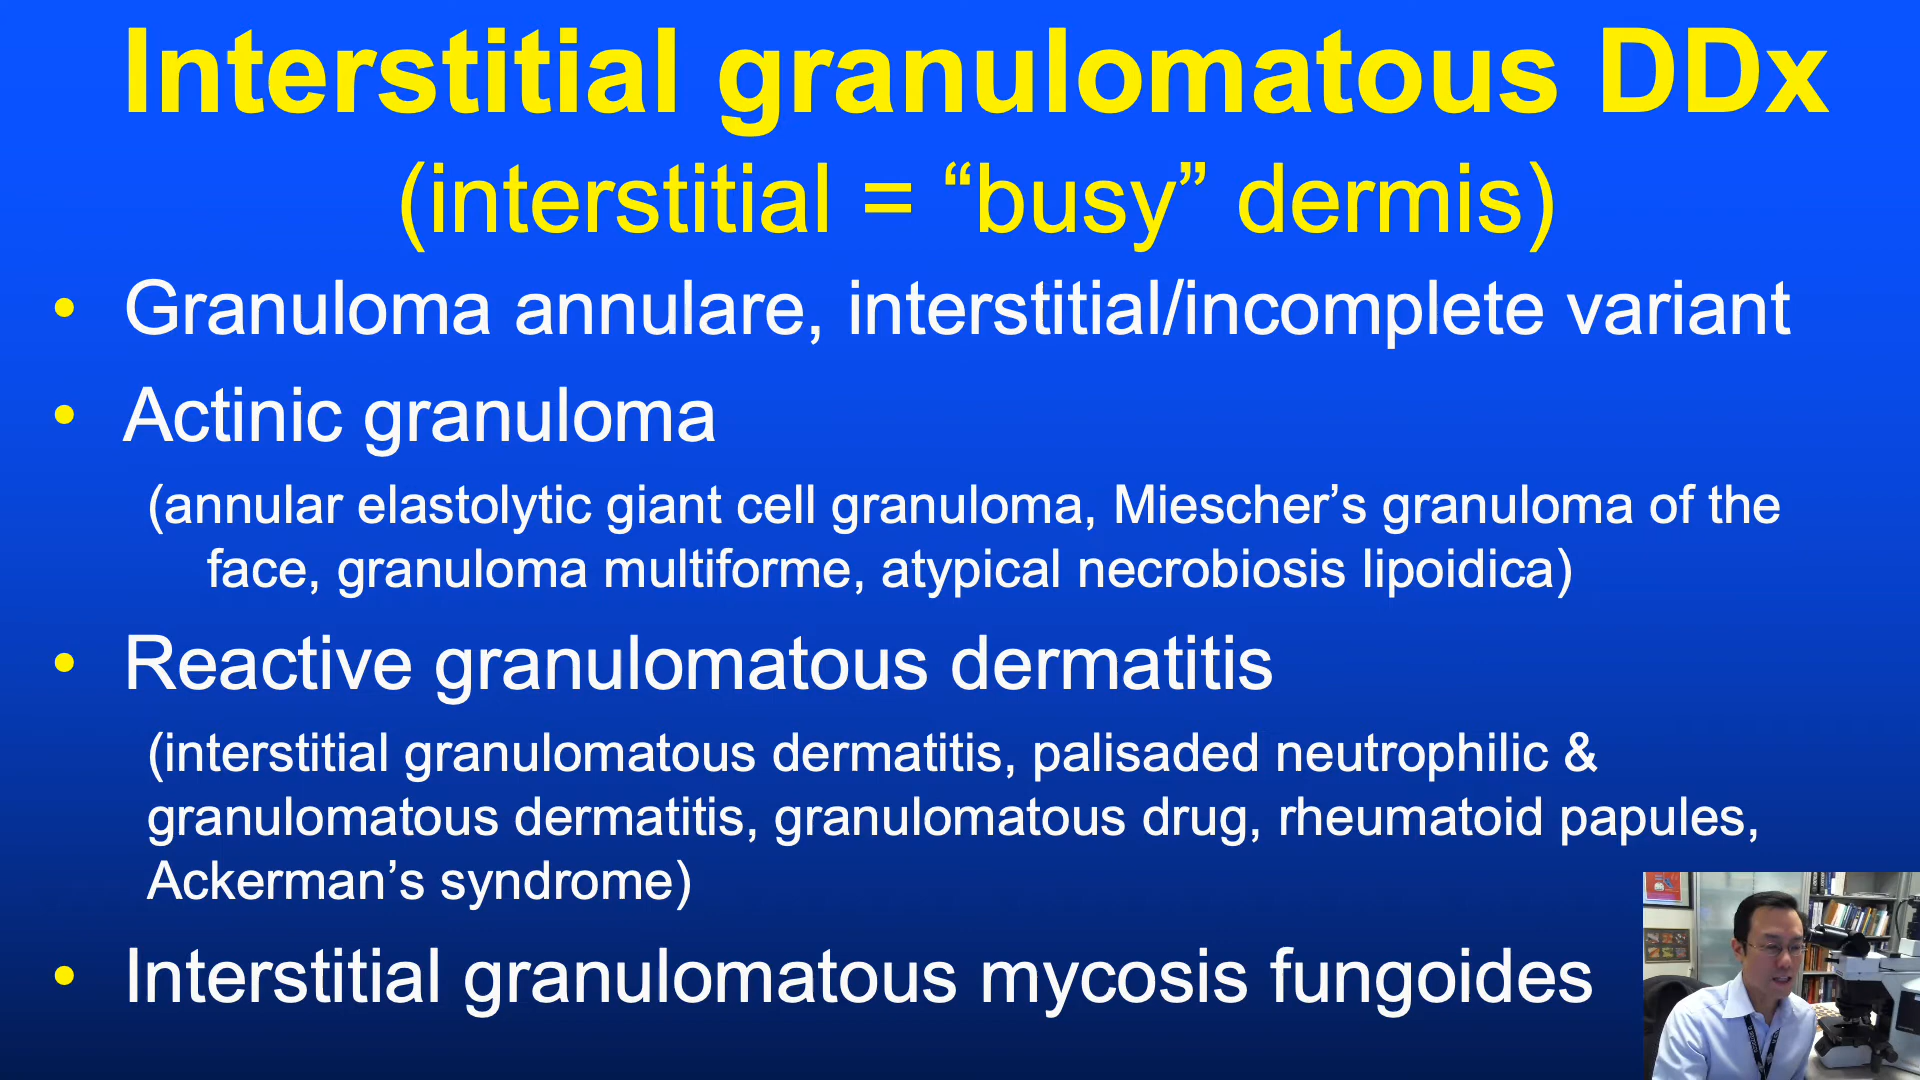 Interstitial granulomatous DDx
(interstitial = “busy” dermis)
• Granuloma annulare, interstitial/incomplete variant
• Actinic granuloma
(annular elastolytic giant cell granuloma, Miescher’s granuloma of the
face, granuloma multiforme, atypical necrobiosis lipoidica)
• Reactive granulomatous dermatitis
(interstitial granulomatous dermatitis, palisaded neutrophilic &
granulomatous dermatitis, granulomatous drug, rheumatoid papules,
Ackerman’s syndrome)
• Interstitial granulomatous mycosis fungoides